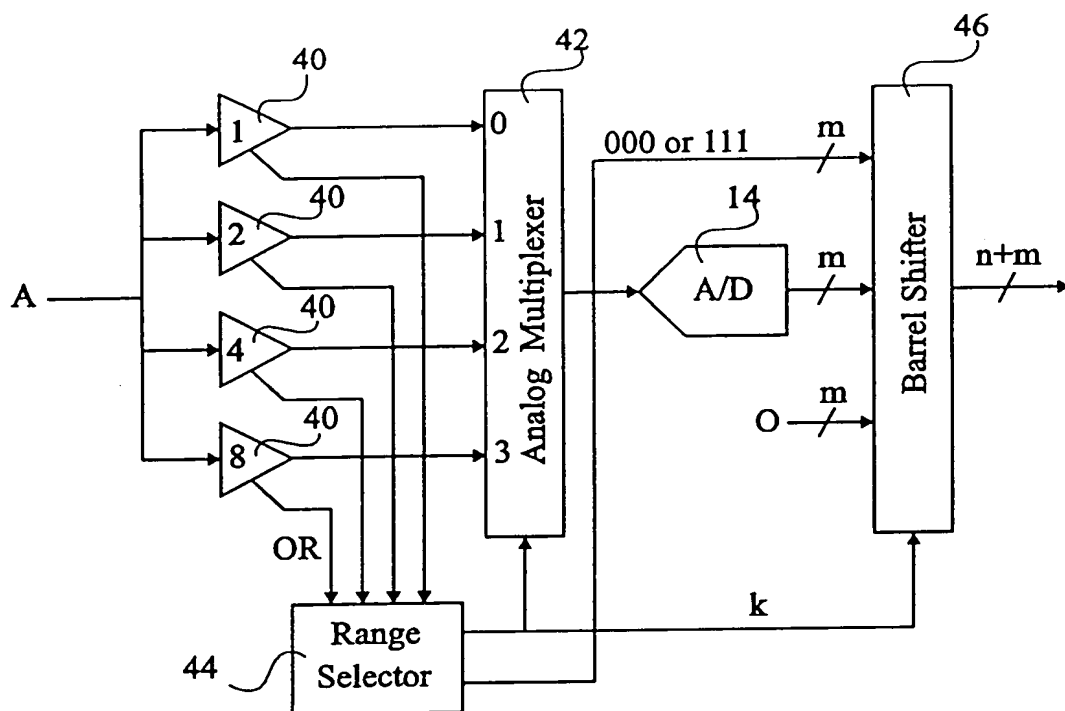 42
46
40
1
0
000 or 111
m
40
2
1
14
A/D
m
n+m
A
40
4
2
Analog Multiplexer
Barrel Shifter
O
m
40
8
3
OR
k
Range
Selector
44